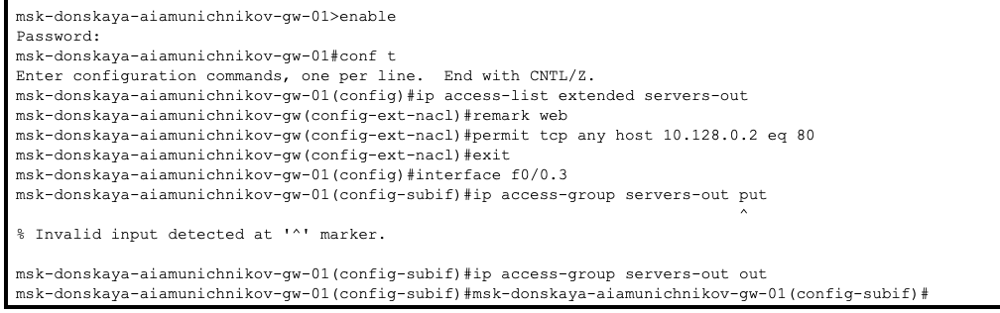 msk-donskaya-aiamunichnikov-gw-01>enable
Password:
msk-donskaya-aiamunichnikov-gw-01#conf t
Enter configuration commands, one per line.  End with CNTL/Z.
msk-donskaya-aiamunichnikov-gw-01(config)#ip access-list extended servers-out
msk-donskaya-aiamunichnikov-gw(config-ext-nacl)#remark web
msk-donskaya-aiamunichnikov-gw(config-ext-nacl)#permit tcp any host 10.128.0.2 eq 80
msk-donskaya-aiamunichnikov-gw(config-ext-nacl)#exit
msk-donskaya-aiamunichnikov-gw-01(config)#interface f0/0.3
msk-donskaya-aiamunichnikov-gw-01(config-subif)#ip access-group servers-out put
^
% Invalid input detected at '^' marker.
msk-donskaya-aiamunichnikov-gw-01(config-subif)#ip access-group servers-out out
msk-donskaya-aiamunichnikov-gw-01(config-subif)#msk-donskaya-aiamunichnikov-gw-01(config-subif)#